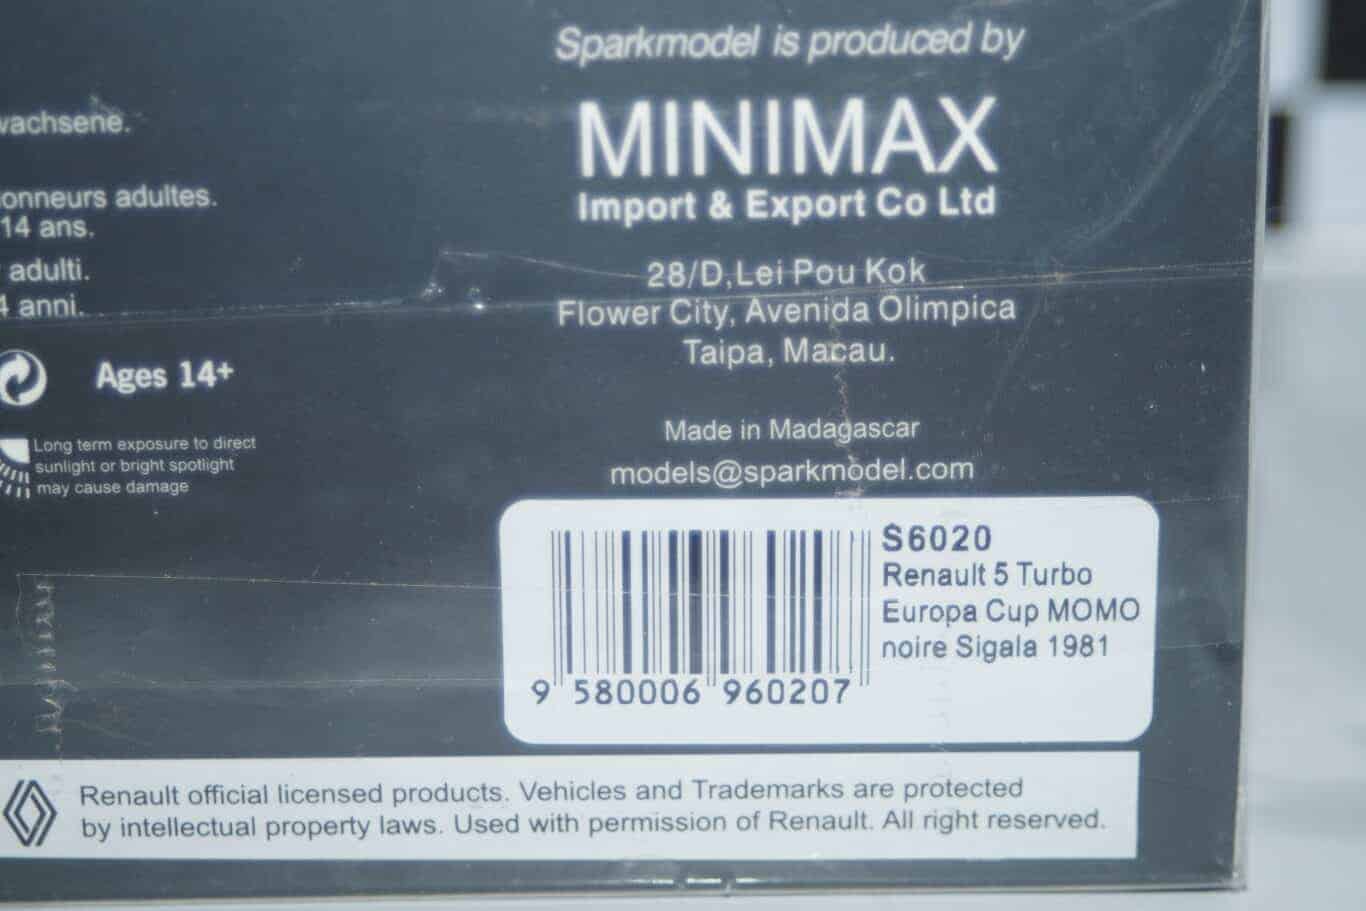 Sparkmodel is produced by
MINIMAX
Import & Export Co Ltd
28/D,Lei Pou Kok
Flower City, Avenida Olimpica
Taipa, Macau.
Made in Madagascar
models@sparkmodel.com
wachsene.
onneurs adultes.
14 ans.
adulti.
4 anni.
Ages 14+
Long term exposure to direct
sunlight or bright spotlight
may cause damage
S6020
Renault 5 Turbo
Europa Cup MOMO
noire Sigala 1981
9 580006 960207
Renault official licensed products. Vehicles and Trademarks are protected
by intellectual property laws. Used with permission of Renault. All right reserved.